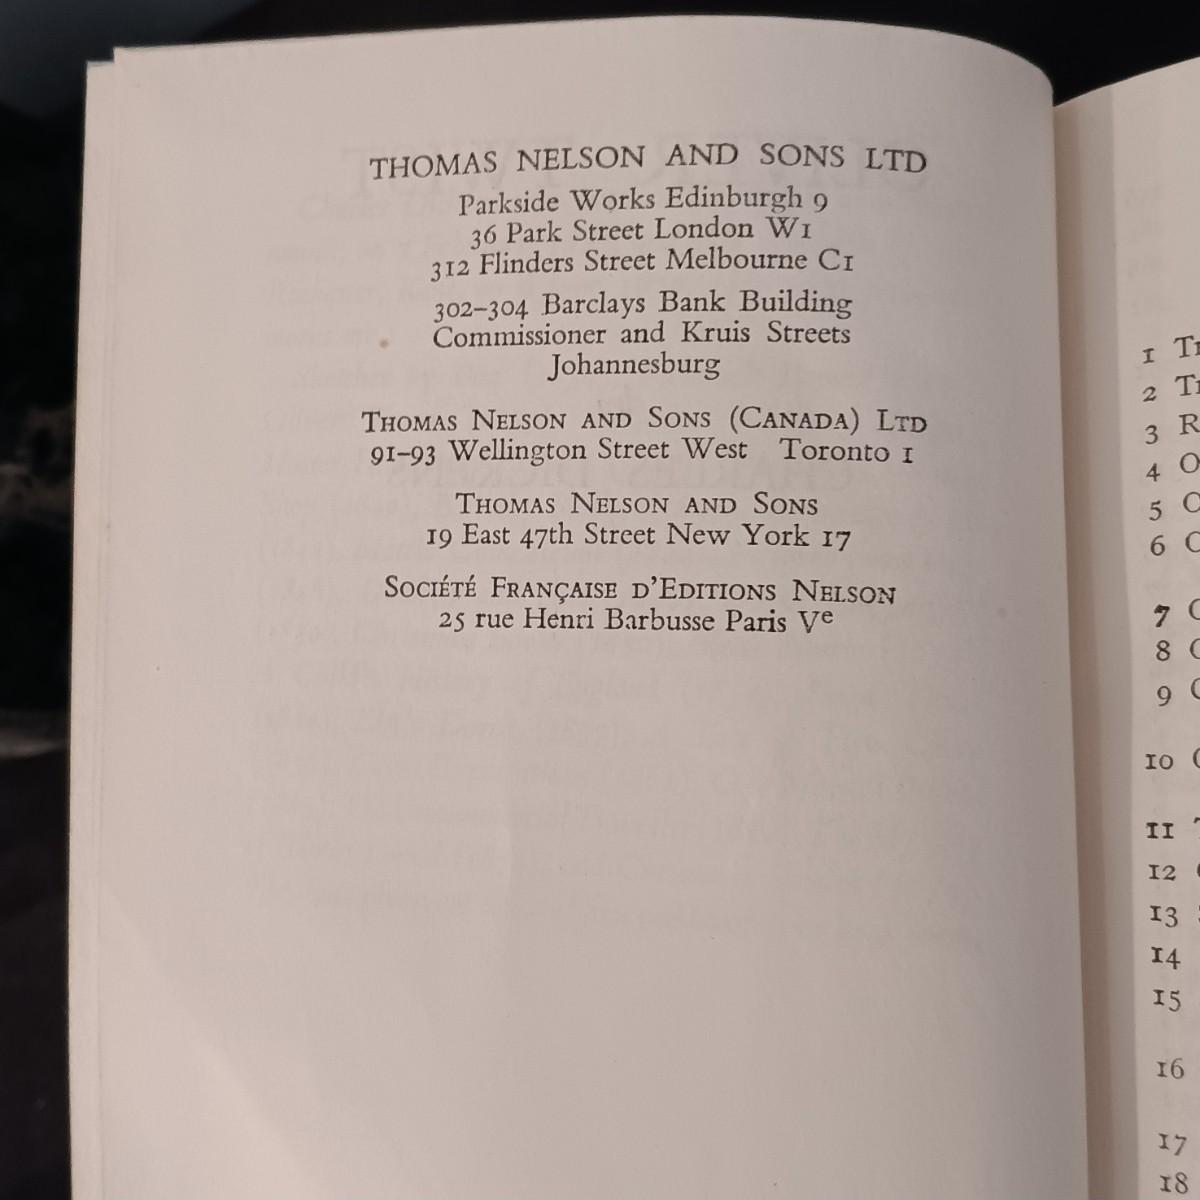 THOMAS NELSON AND SONS LTD
Parkside Works Edinburgh 9
36 Park Street London W1
312 Flinders Street Melbourne C1
302–304 Barclays Bank Building
Commissioner and Kruis Streets
Johannesburg
THOMAS NELSON AND SONS (CANADA) LTD
91–93 Wellington Street West Toronto 1
THOMAS NELSON AND SONS
19 East 47th Street New York 17
SOCIÉTÉ FRANÇAISE D'EDITIONS NELSON
25 rue Henri Barbusse Paris Ve
1
2
3
4
5
6
7
8
9
10
11
12
13
14
15
16
17
18